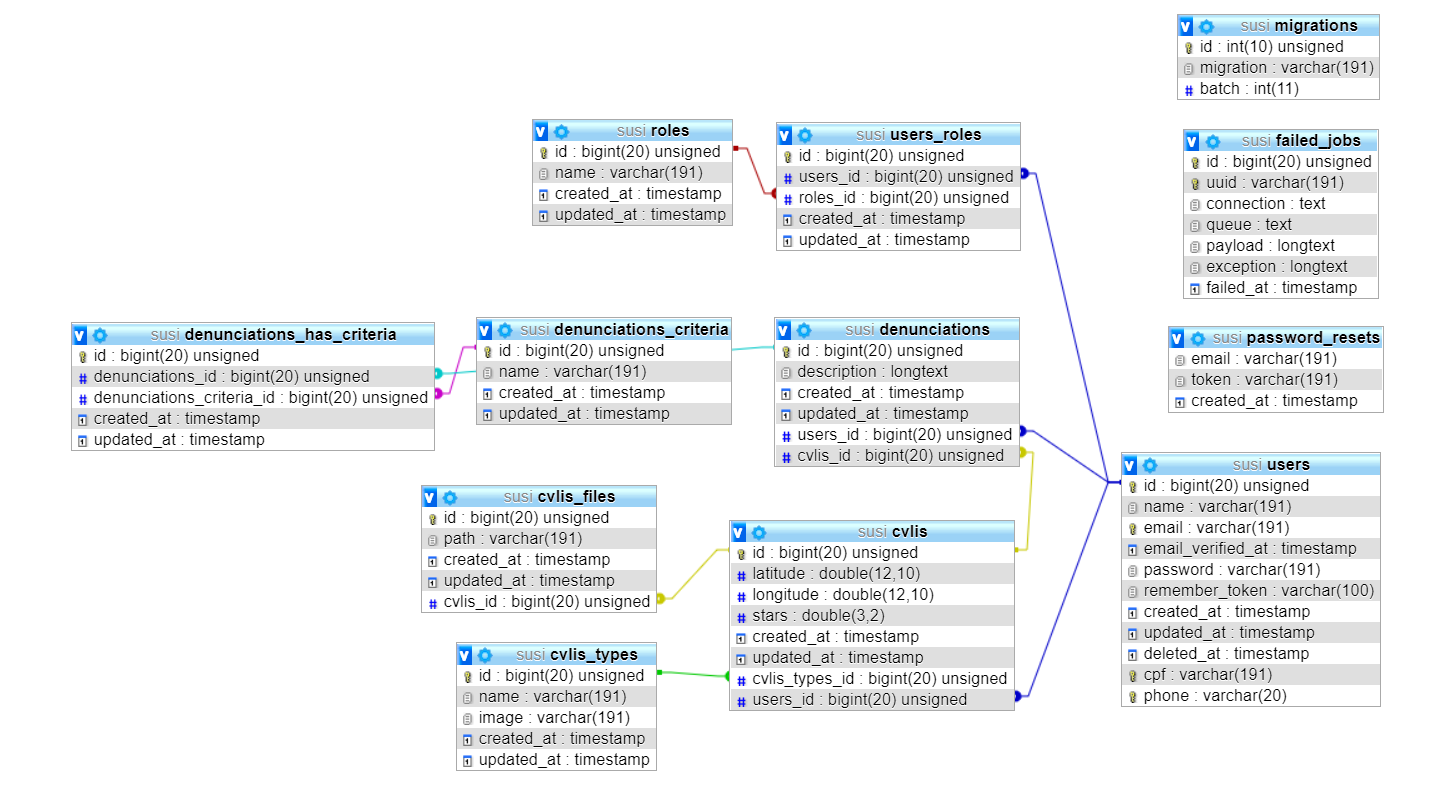 susi migrations
id : int(10) unsigned
migration : varchar(191)
batch : int(11)
susi roles
id : bigint(20) unsigned
name : varchar(191)
created_at : timestamp
updated_at : timestamp
susi users_roles
id : bigint(20) unsigned
users_id : bigint(20) unsigned
roles_id : bigint(20) unsigned
created_at : timestamp
updated_at : timestamp
susi failed_jobs
id : bigint(20) unsigned
uuid : varchar(191)
connection : text
queue : text
payload : longtext
exception : longtext
failed_at : timestamp
susi denunciations_has_criteria
id : bigint(20) unsigned
denunciations_id : bigint(20) unsigned
denunciations_criteria_id : bigint(20) unsigned
created_at : timestamp
updated_at : timestamp
susi denunciations_criteria
id : bigint(20) unsigned
name : varchar(191)
created_at : timestamp
updated_at : timestamp
susi denunciations
id : bigint(20) unsigned
description : longtext
created_at : timestamp
updated_at : timestamp
users_id : bigint(20) unsigned
cvlis_id : bigint(20) unsigned
susi password_resets
email : varchar(191)
token : varchar(191)
created_at : timestamp
susi cvlis_files
id : bigint(20) unsigned
path : varchar(191)
created_at : timestamp
updated_at : timestamp
cvlis_id : bigint(20) unsigned
susi cvlis
id : bigint(20) unsigned
latitude : double(12,10)
longitude : double(12,10)
stars : double(3,2)
created_at : timestamp
updated_at : timestamp
cvlis_types_id : bigint(20) unsigned
users_id : bigint(20) unsigned
susi users
id : bigint(20) unsigned
name : varchar(191)
email : varchar(191)
email_verified_at : timestamp
password : varchar(191)
remember_token : varchar(100)
created_at : timestamp
updated_at : timestamp
deleted_at : timestamp
cpf : varchar(191)
phone : varchar(20)
susi cvlis_types
id : bigint(20) unsigned
name : varchar(191)
image : varchar(191)
created_at : timestamp
updated_at : timestamp